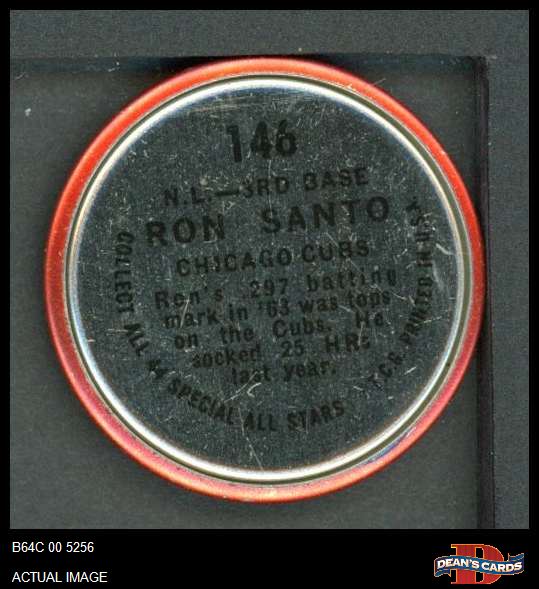 146
N.L.—3RD BASE
RON SANTO
CHICAGO CUBS
Ron's .297 batting
mark in '63 was tops
on the Cubs. He
socked 25 HRs
last year.
COLLECT ALL 44 SPECIAL ALL STARS
T.C.G. PRINTED IN U.S.A.
B64C 00 5256
ACTUAL IMAGE
B
DEAN'S CARDS